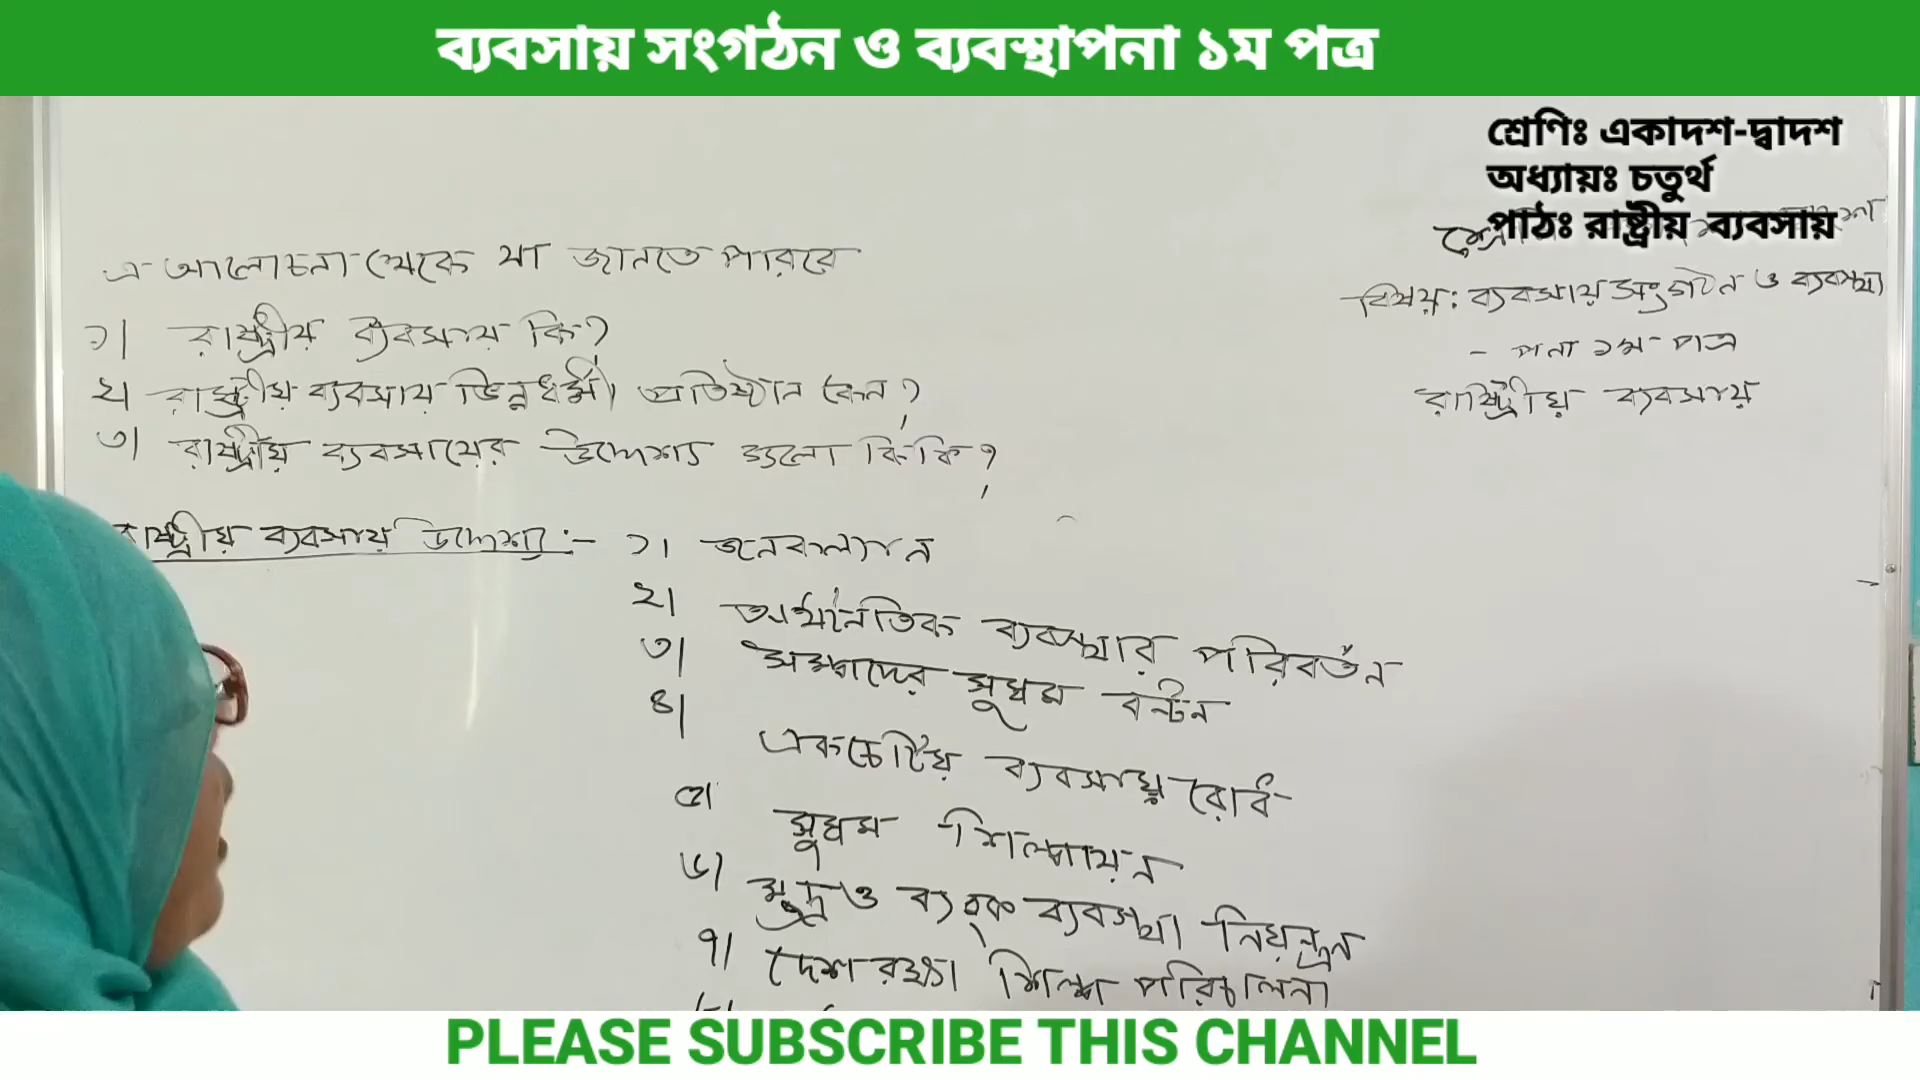 ব্যবসায় সংগঠন ও ব্যবস্থাপনা ১ম পত্র
শ্রেণিঃ একাদশ-দ্বাদশ
অধ্যায়ঃ চতুর্থ
পাঠঃ রাষ্ট্রীয় ব্যবসায়
বিষয়: ব্যবসায় সংগঠন ও ব্যবস্থা
- পনা ১ম পত্র
রাষ্ট্রীয় ব্যবসায়
এ আলোচনা থেকে যা জানতে পারবে
১। রাষ্ট্রীয় ব্যবসায় কি?
২। রাষ্ট্রীয় ব্যবসায় ভিন্নধর্মী প্রতিষ্ঠান কেন?
৩। রাষ্ট্রীয় ব্যবসায়ের উদ্দেশ্য গুলো কি কি?
রাষ্ট্রীয় ব্যবসায় উদ্দেশ্য:- ১। জনকল্যান
২। অর্থনৈতিক ব্যবস্থার পরিবর্তন
৩। সম্পদের সুষম বন্টন
৪। একচেটিয় ব্যবসায় রোধ
৫। সুষম শিল্পায়ন
৬। মুদ্রা ও ব্যাংক ব্যবস্থা নিয়ন্ত্রন
৭। দেশরক্ষা শিল্প পরিচালনা
PLEASE SUBSCRIBE THIS CHANNEL